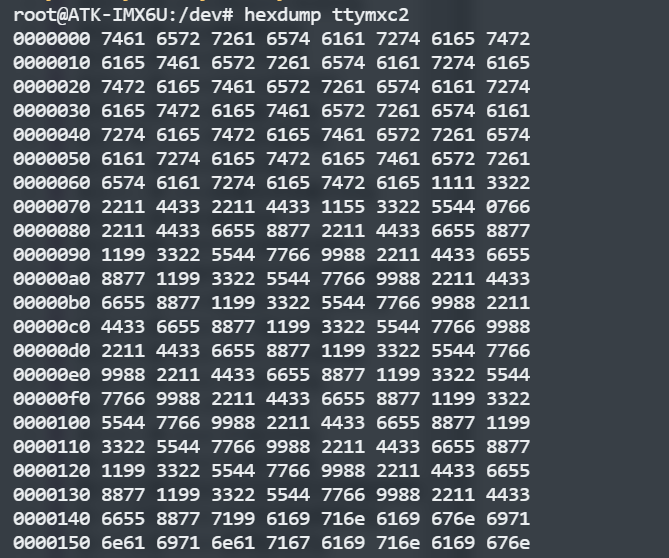 root@ATK-IMX6U:/dev# hexdump ttymxc2
0000000 7461 6572 7261 6574 6161 7274 6165 7472
0000010 6165 7461 6572 7261 6574 6161 7274 6165
0000020 7472 6165 7461 6572 7261 6574 6161 7274
0000030 6165 7472 6165 7461 6572 7261 6574 6161
0000040 7274 6165 7472 6165 7461 6572 7261 6574
0000050 6161 7274 6165 7472 6165 7461 6572 7261
0000060 6574 6161 7274 6165 7472 6165 1111 3322
0000070 2211 4433 2211 4433 1155 3322 5544 0766
0000080 2211 4433 6655 8877 2211 4433 6655 8877
0000090 1199 3322 5544 7766 9988 2211 4433 6655
00000a0 8877 1199 3322 5544 7766 9988 2211 4433
00000b0 6655 8877 1199 3322 5544 7766 9988 2211
00000c0 4433 6655 8877 1199 3322 5544 7766 9988
00000d0 2211 4433 6655 8877 1199 3322 5544 7766
00000e0 9988 2211 4433 6655 8877 1199 3322 5544
00000f0 7766 9988 2211 4433 6655 8877 1199 3322
0000100 5544 7766 9988 2211 4433 6655 8877 1199
0000110 3322 5544 7766 9988 2211 4433 6655 8877
0000120 1199 3322 5544 7766 9988 2211 4433 6655
0000130 8877 1199 3322 5544 7766 9988 2211 4433
0000140 6655 8877 7199 6169 716e 6169 676e 6971
0000150 6e61 6971 6e61 7167 6169 716e 6169 676e